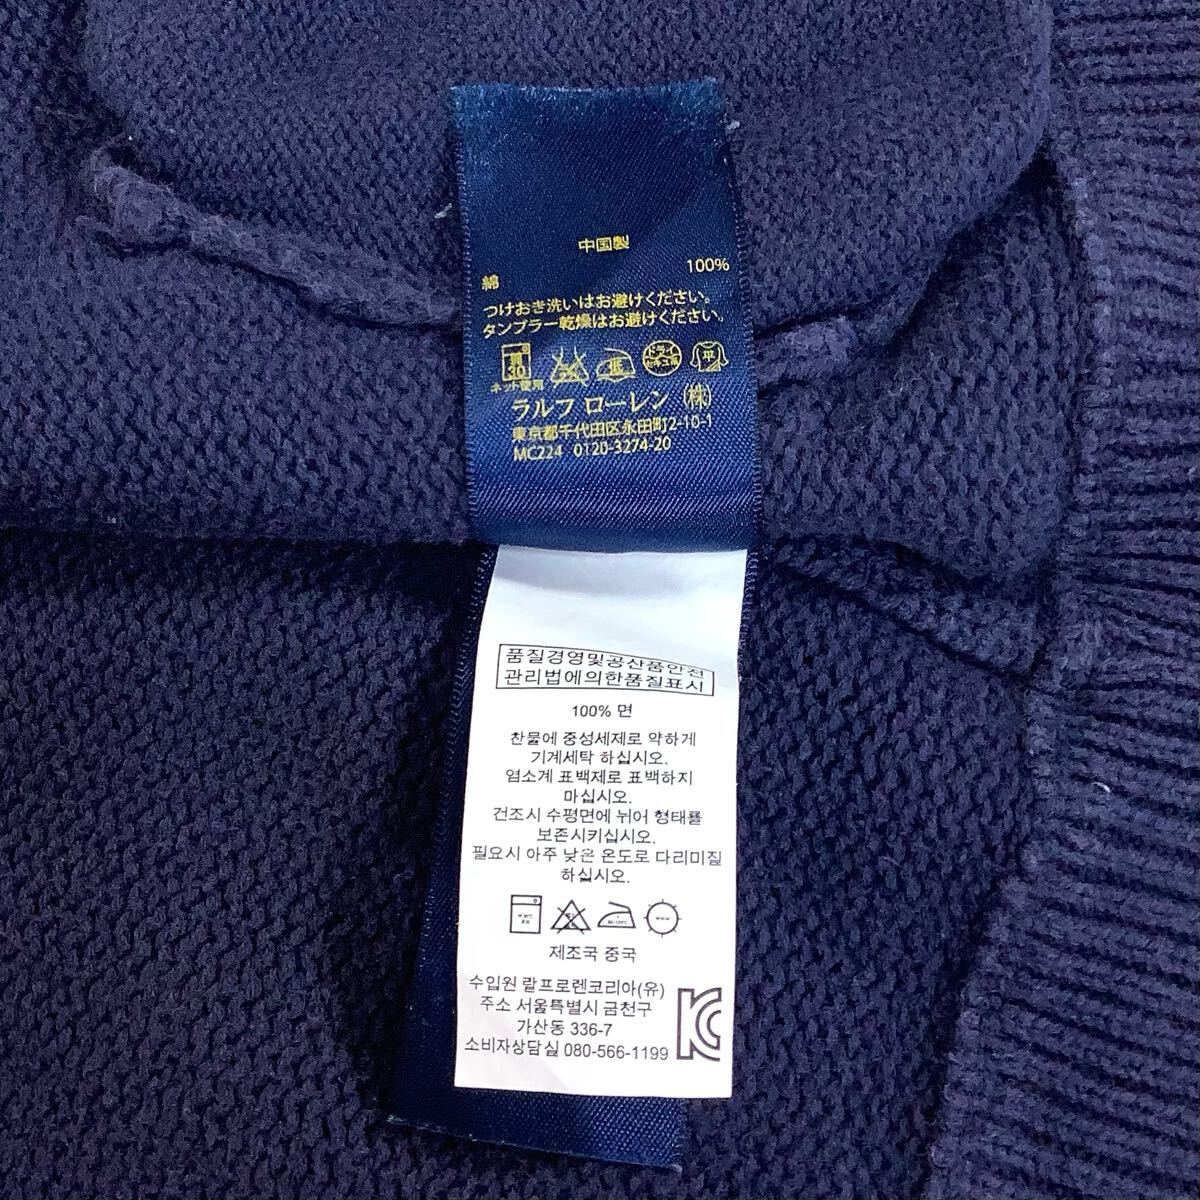 中国製
綿 100%
つけおき洗いはお避けください。
タンブラー乾燥はお避けください。
30 低 ドライ 平
ネット使用
ラルフ ローレン (株)
東京都千代田区永田町2-10-1
MC224 0120-3274-20
품질경영및공산품안전
관리법에의한품질표시
100% 면
찬물에 중성세제로 약하게
기계세탁 하십시오.
염소계 표백제로 표백하지
마십시오.
건조시 수평면에 뉘어 형태를
보존시키십시오.
필요시 아주 낮은 온도로 다리미질
하십시오.
제조국 중국
수입원 랄프로렌코리아(유)
주소 서울특별시 금천구
가산동 336-7
소비자상담실 080-566-1199